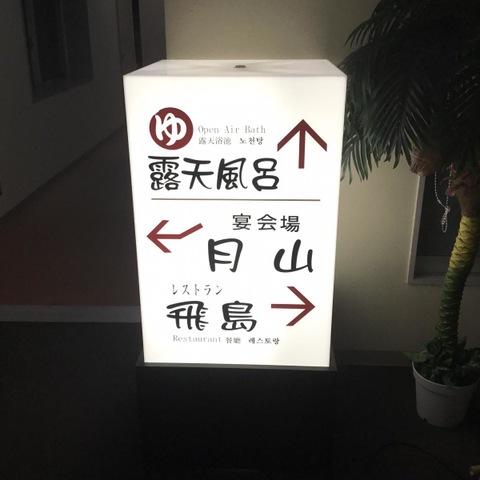 ゆ
Open Air Bath
露天浴池 노천탕
露天風呂
宴会場
月山
レストラン
飛島
Restaurant 餐廳 레스토랑